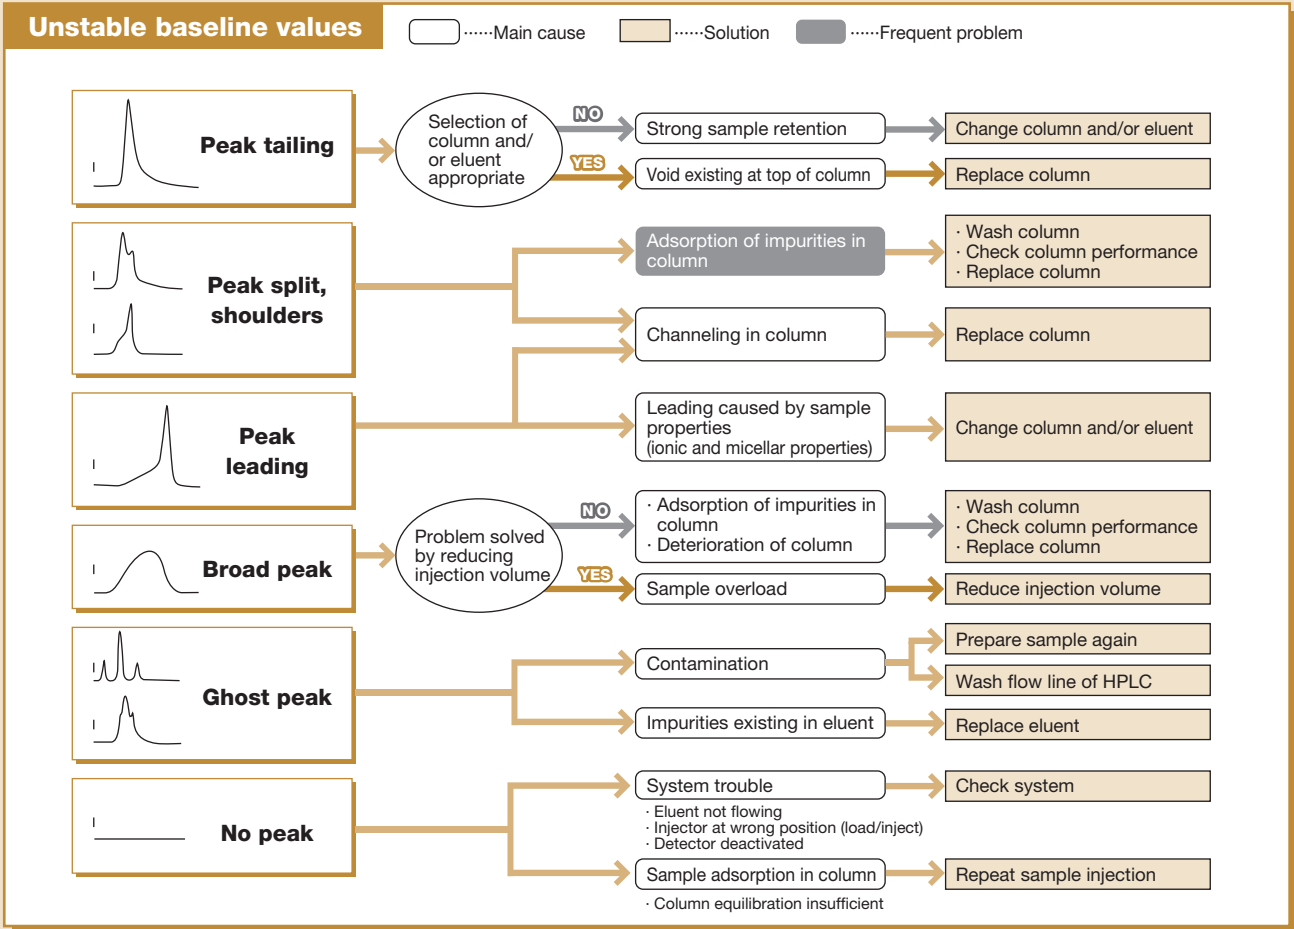 Unstable baseline values
······Main cause
······Solution
······Frequent problem
Peak tailing
Selection of
column and/
or eluent
appropriate
NO
Strong sample retention
Change column and/or eluent
YES
Void existing at top of column
Replace column
Peak split,
shoulders
Adsorption of impurities in
column
· Wash column
· Check column performance
· Replace column
Channeling in column
Replace column
Peak
leading
Leading caused by sample
properties
(ionic and micellar properties)
Change column and/or eluent
Broad peak
Problem solved
by reducing
injection volume
NO
· Adsorption of impurities in
column
· Deterioration of column
· Wash column
· Check column performance
· Replace column
YES
Sample overload
Reduce injection volume
Ghost peak
Contamination
Prepare sample again
Wash flow line of HPLC
Impurities existing in eluent
Replace eluent
No peak
System trouble
Check system
· Eluent not flowing
· Injector at wrong position (load/inject)
· Detector deactivated
Sample adsorption in column
Repeat sample injection
· Column equilibration insufficient